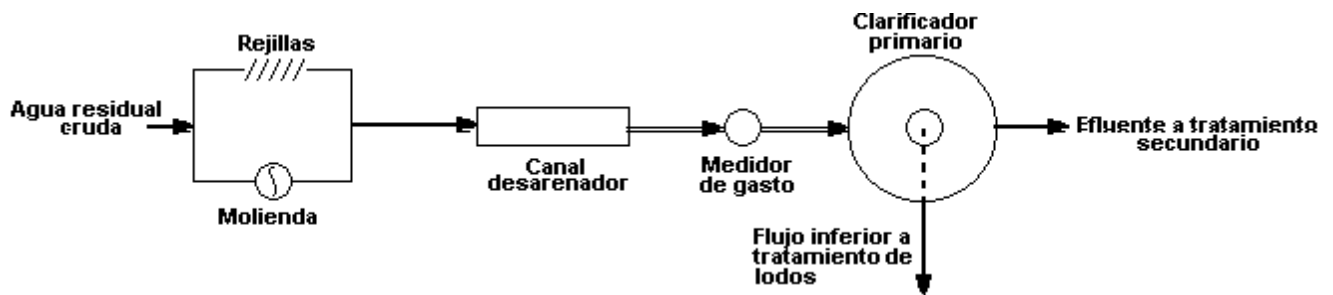 Rejillas
Agua residual
cruda
Molienda
Canal
desarenador
Medidor
de gasto
Clarificador
primario
Efluente a tratamiento
secundario
Flujo inferior a
tratamiento de
lodos